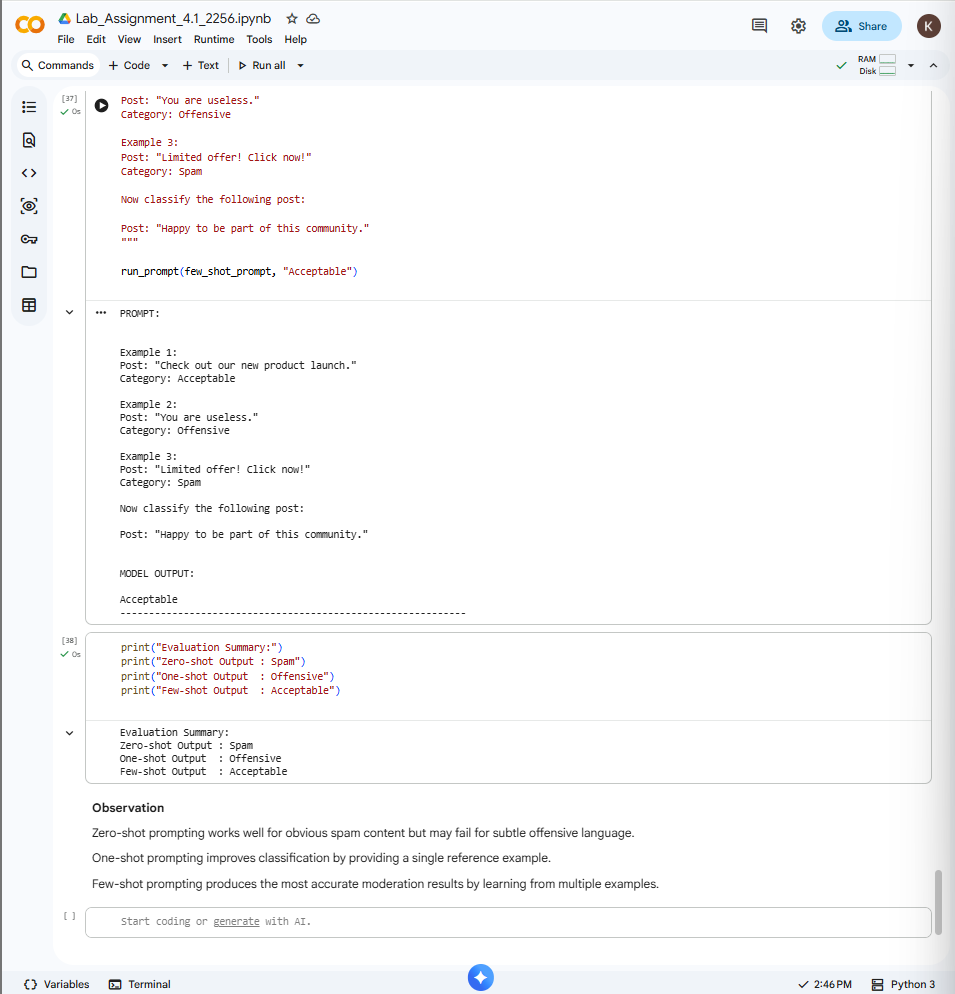 Lab_Assignment_4.1_2256.ipynb
File Edit View Insert Runtime Tools Help
Share
K
Commands + Code + Text Run all
RAM
Disk
[37]
0s
Post: "You are useless."
Category: Offensive
Example 3:
Post: "Limited offer! Click now!"
Category: Spam
Now classify the following post:
Post: "Happy to be part of this community."
"""
run_prompt(few_shot_prompt, "Acceptable")
PROMPT:
Example 1:
Post: "Check out our new product launch."
Category: Acceptable
Example 2:
Post: "You are useless."
Category: Offensive
Example 3:
Post: "Limited offer! Click now!"
Category: Spam
Now classify the following post:
Post: "Happy to be part of this community."
MODEL OUTPUT:
Acceptable
------------------------------------------------------------
[38]
0s
print("Evaluation Summary:")
print("Zero-shot Output : Spam")
print("One-shot Output  : Offensive")
print("Few-shot Output  : Acceptable")
Evaluation Summary:
Zero-shot Output : Spam
One-shot Output  : Offensive
Few-shot Output  : Acceptable
Observation
Zero-shot prompting works well for obvious spam content but may fail for subtle offensive language.
One-shot prompting improves classification by providing a single reference example.
Few-shot prompting produces the most accurate moderation results by learning from multiple examples.
[ ]
Start coding or generate with AI.
Variables Terminal 2:46 PM Python 3